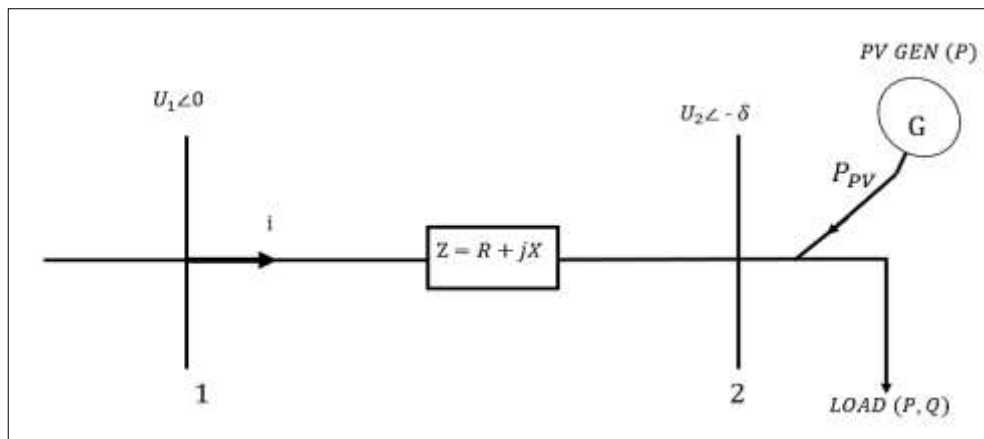 PV GEN (P)
U₁∠0
U₂∠ - δ
G
P_PV
i
Z = R + jX
1
2
LOAD (P, Q)